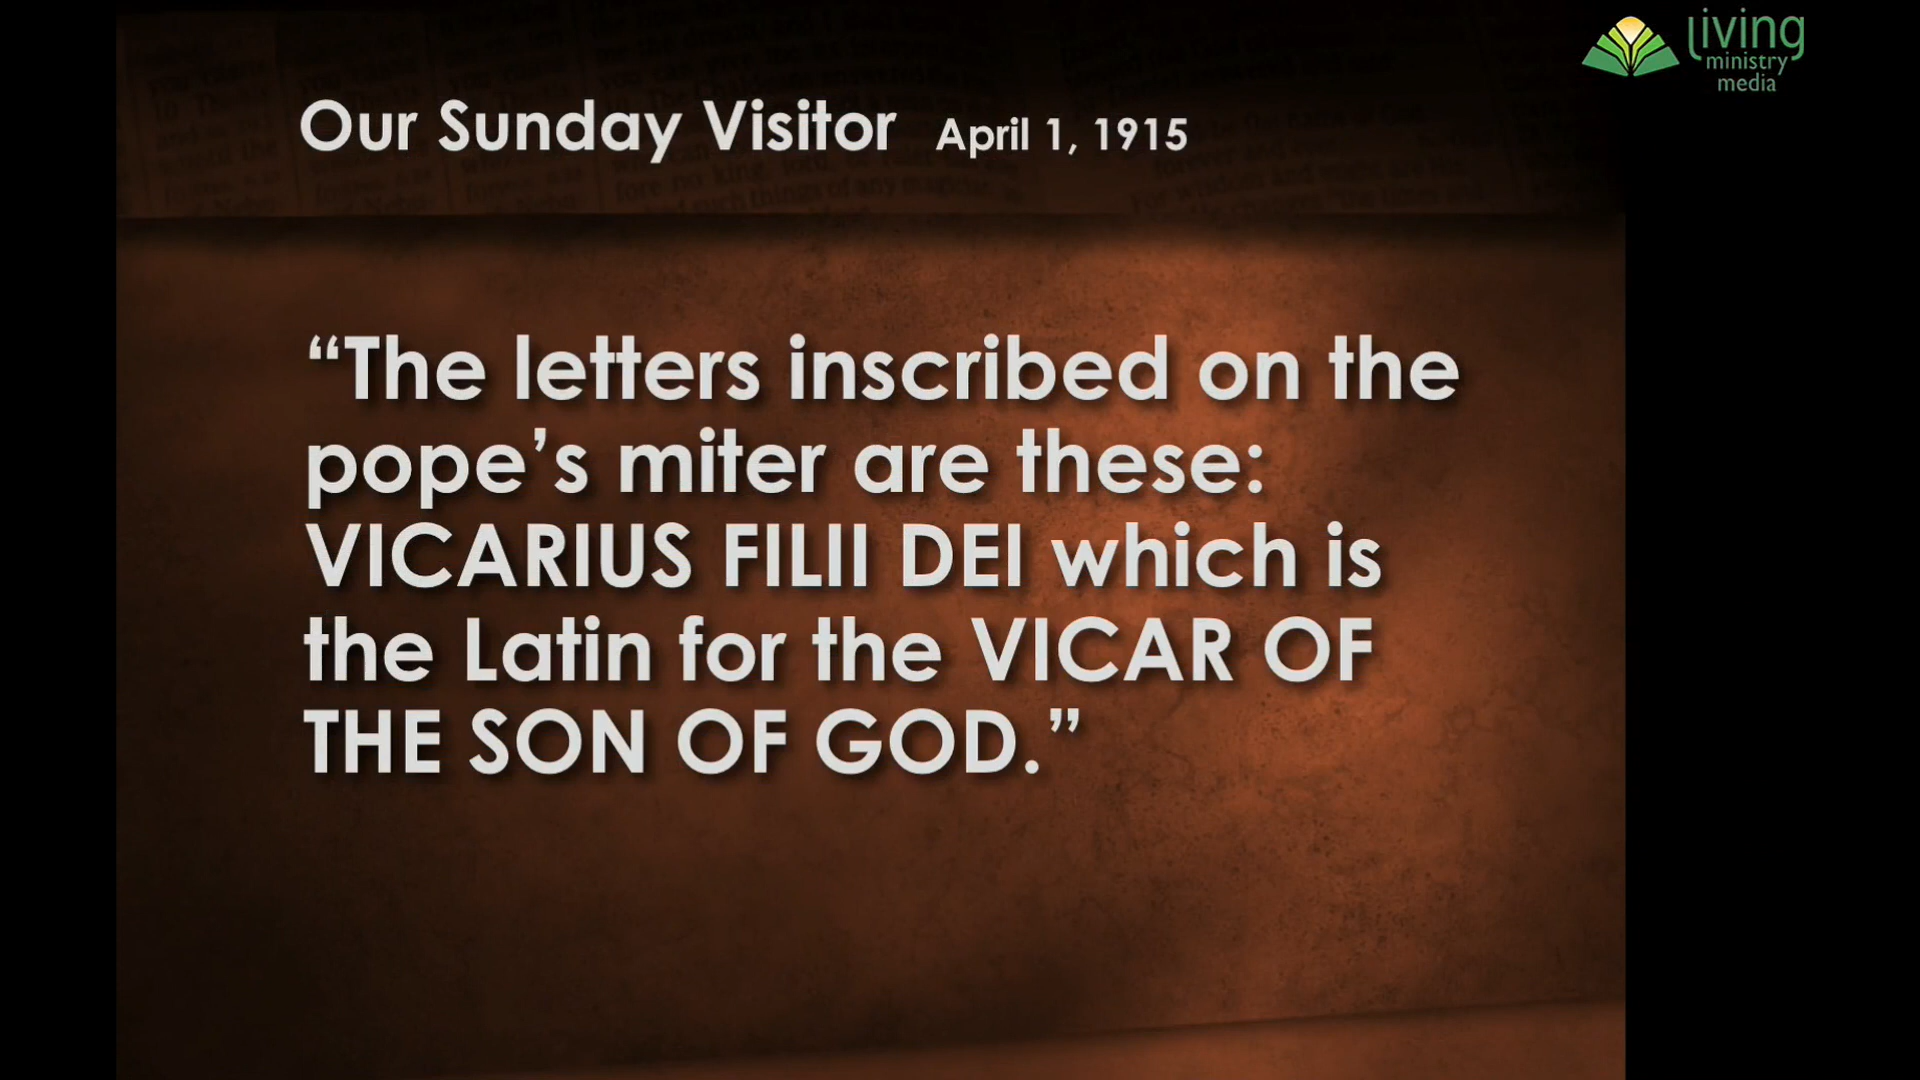 living
ministry
media
Our Sunday Visitor April 1, 1915
“The letters inscribed on the
pope’s miter are these:
VICARIUS FILII DEI which is
the Latin for the VICAR OF
THE SON OF GOD.”